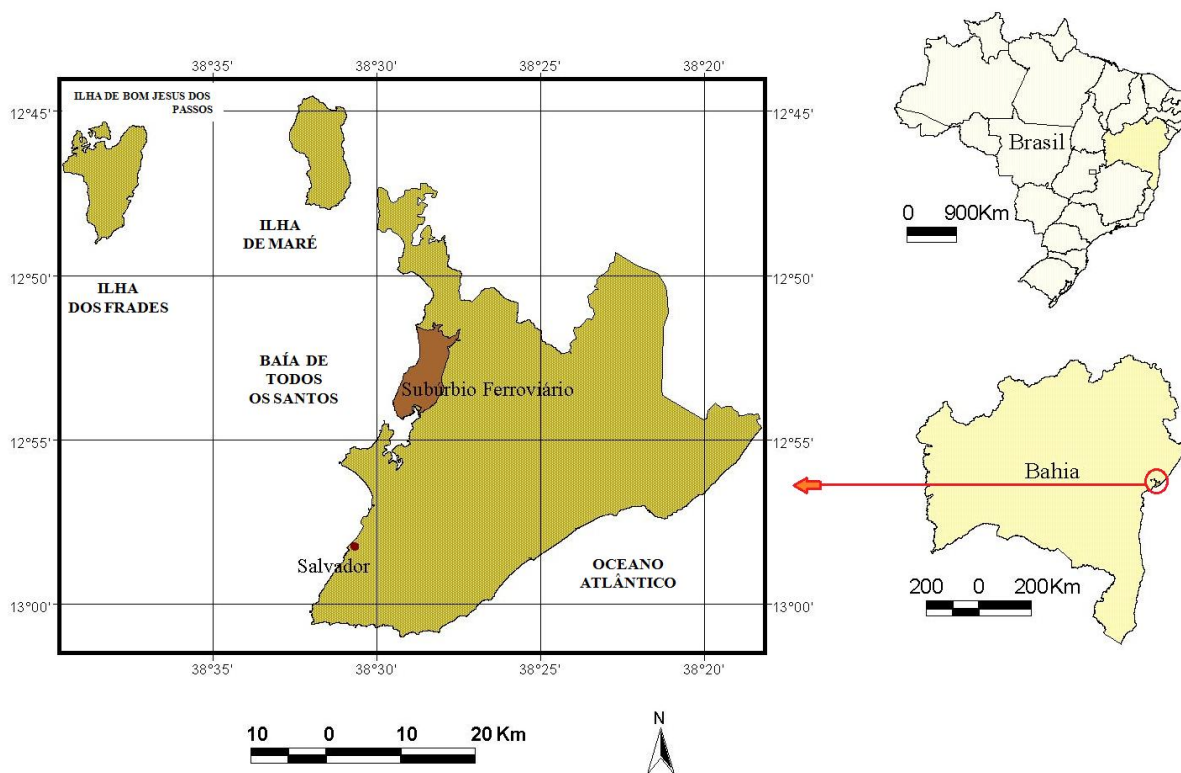 38°35'
38°30'
38°25'
38°20'
ILHA DE BOM JESUS DOS
PASSOS
12°45'
12°45'
ILHA
DE MARÉ
12°50'
12°50'
ILHA
DOS FRADES
BAÍA DE
TODOS
OS SANTOS
Subúrbio Ferroviário
12°55'
12°55'
Salvador
OCEANO
ATLÂNTICO
13°00'
13°00'
38°35'
38°30'
38°25'
38°20'
10 0 10 20 Km
N
Brasil
0 900Km
Bahia
200 0 200Km